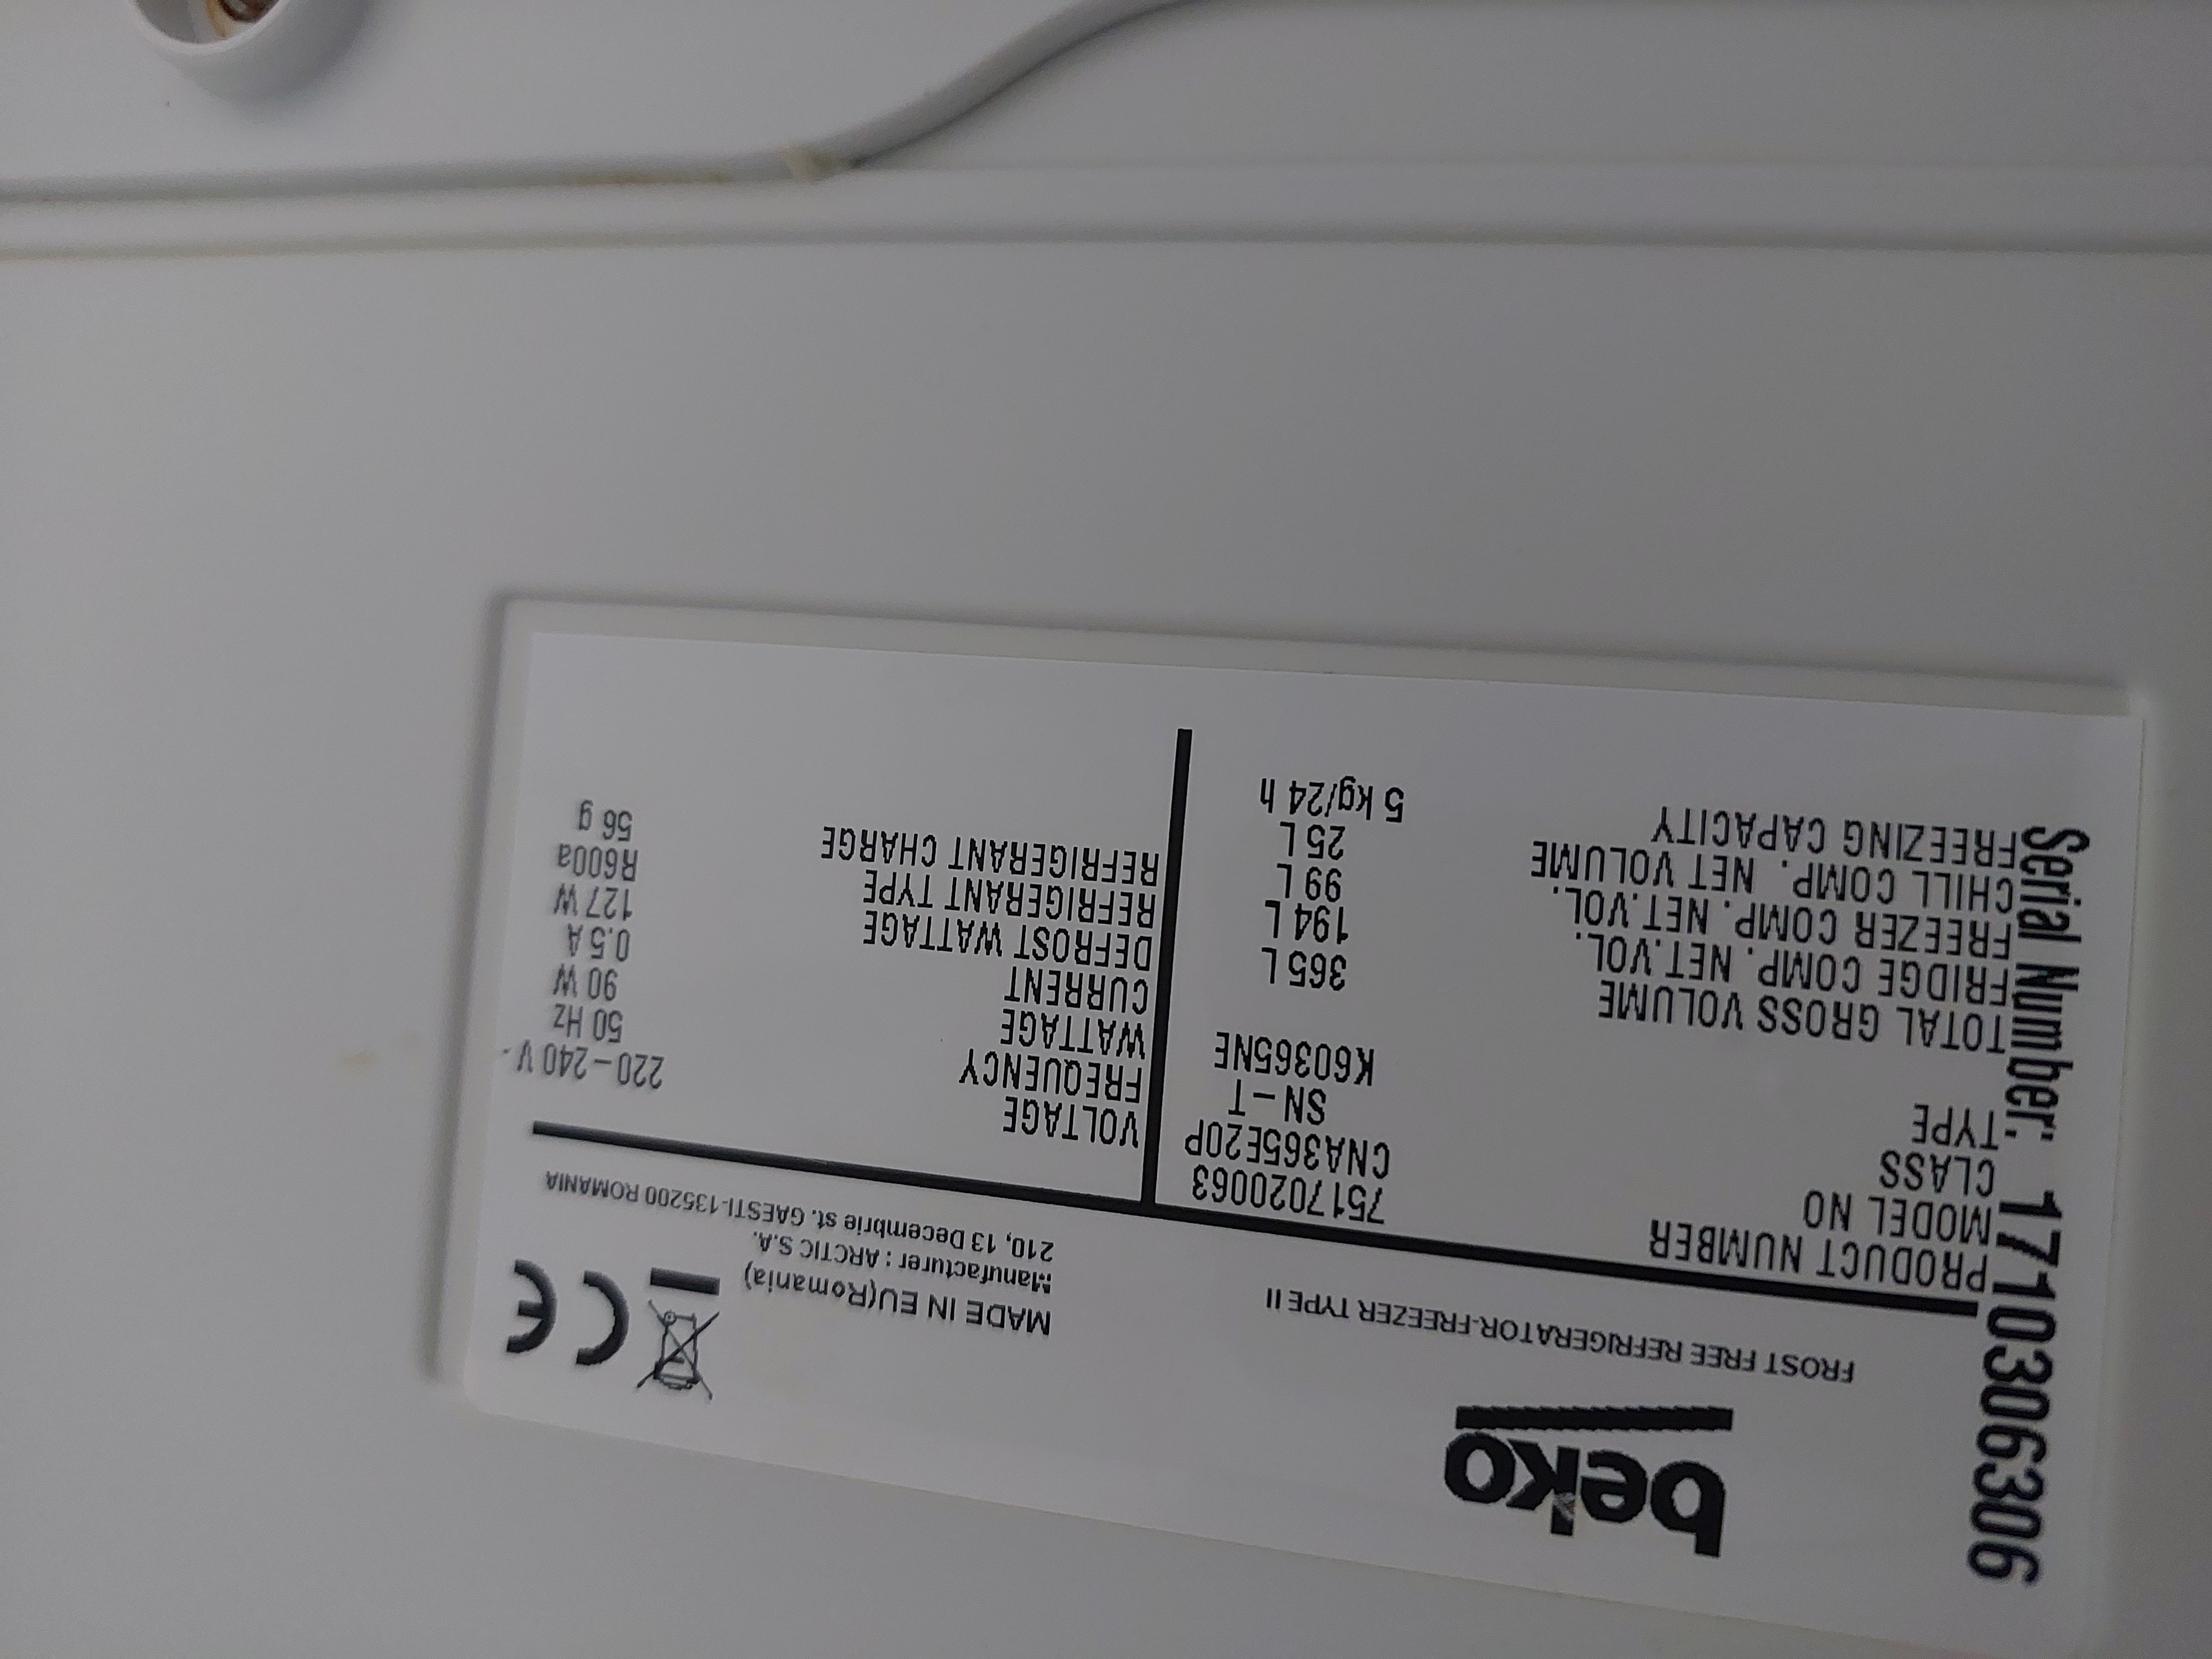 beko
FROST FREE REFRIGERATOR-FREEZER TYPE II
MADE IN EU(Romania)
Manufacturer : ARCTIC S.A.
210, 13 Decembrie st. GAESTI-135200 ROMANIA
CE
PRODUCT NUMBER 7517020063
MODEL NO CNA365E20P
CLASS SN-T
TYPE K60365NE
TOTAL GROSS VOLUME 365 L
FRIDGE COMP. NET.VOL. 194 L
FREEZER COMP. NET.VOL. 99 L
CHILL COMP. NET VOLUME 25 L
FREEZING CAPACITY 5 kg/24 h
VOLTAGE 220-240 V~
FREQUENCY 50 Hz
WATTAGE 90 W
CURRENT 0.5 A
DEFROST WATTAGE 127 W
REFRIGERANT TYPE R600a
REFRIGERANT CHARGE 56 g
Serial Number: 1710306306